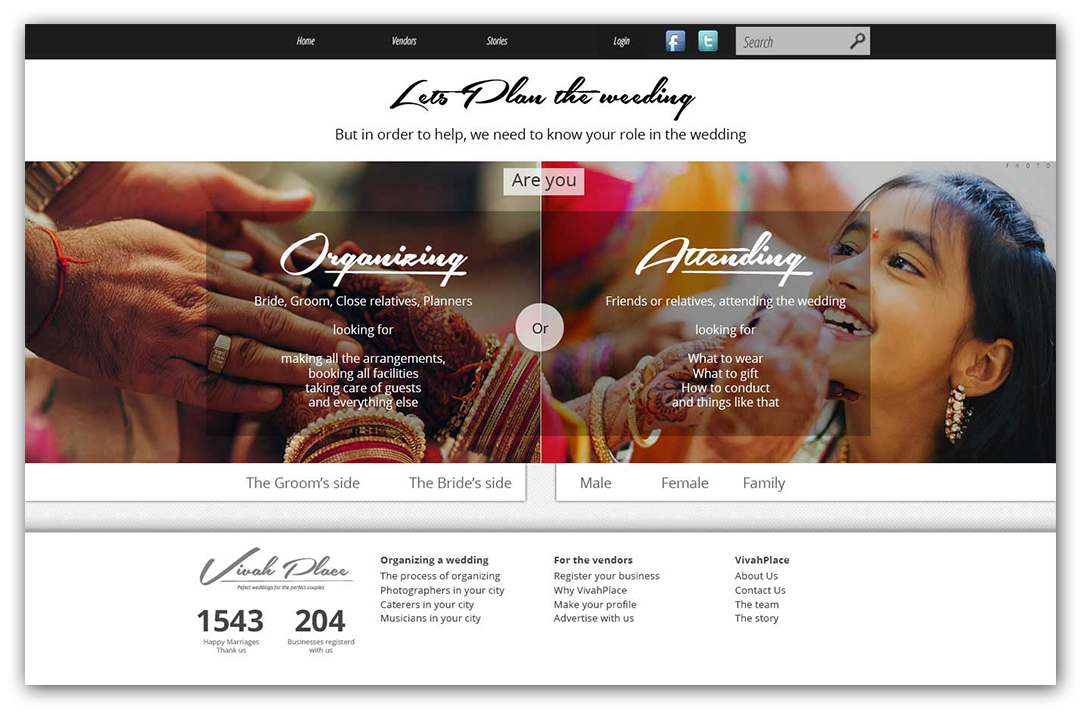 Home Vendors Stories Login Search
Lets Plan the weeding
But in order to help, we need to know your role in the wedding
PHOTO
Are you
Organizing
Bride, Groom, Close relatives, Planners
looking for
making all the arrangements,
booking all facilities
taking care of guests
and everything else
Or
Attending
Friends or relatives, attending the wedding
looking for
What to wear
What to gift
How to conduct
and things like that
The Groom's side The Bride's side
Male Female Family
Vivah Place
Pefect weddings for the perfect couples
1543
Happy Marriages
Thank us
204
Businesses registerd
with us
Organizing a wedding
The process of organizing
Photographers in your city
Caterers in your city
Musicians in your city
For the vendors
Register your business
Why VivahPlace
Make your profile
Advertise with us
VivahPlace
About Us
Contact Us
The team
The story